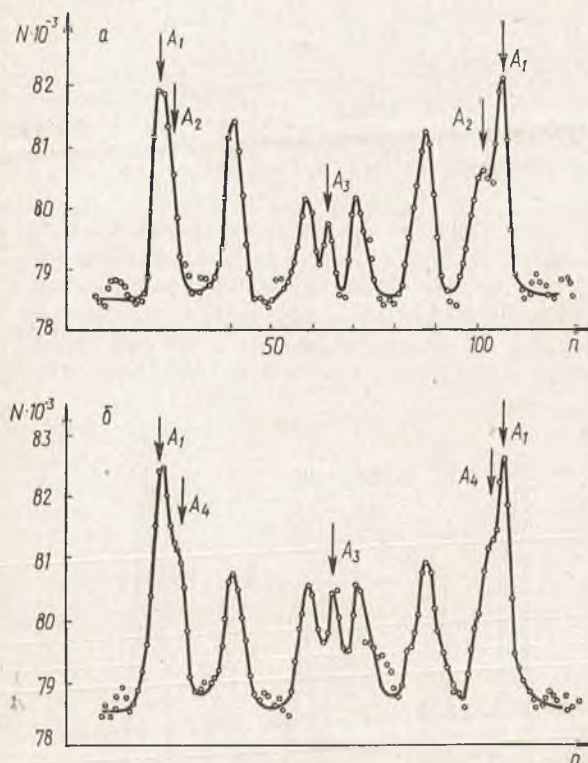 N·10⁻³ а
A₁
A₂
A₃
A₂
A₁
82
81
80
79
78
50 100 n
N·10⁻³ б
A₁
A₄
A₃
A₄
A₁
83
82
81
80
79
78
n